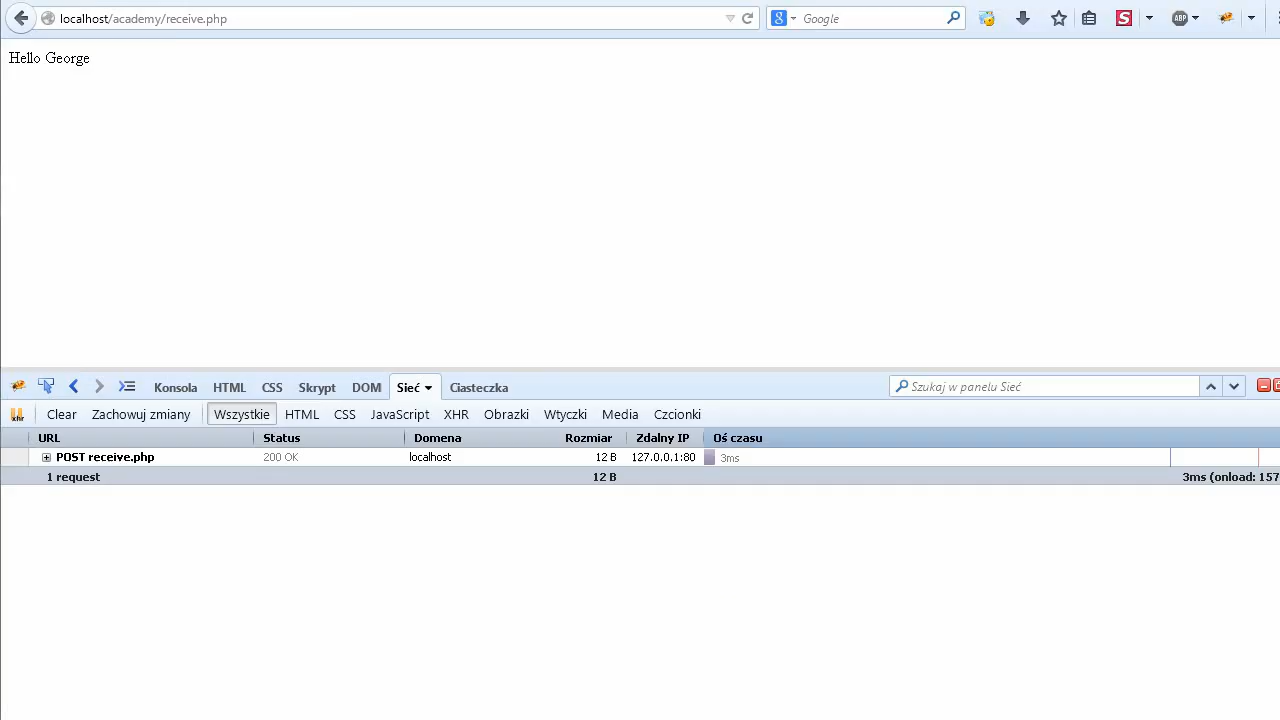 localhost/academy/receive.php
Google
ABP
Hello George
Konsola HTML CSS Skrypt DOM Sieć Ciasteczka
Szukaj w panelu Sieć
Clear Zachowuj zmiany Wszystkie HTML CSS JavaScript XHR Obrazki Wtyczki Media Czcionki
URL Status Domena Rozmiar Zdalny IP Oś czasu
POST receive.php 200 OK localhost 12 B 127.0.0.1:80 3ms
1 request 12 B 3ms (onload: 157